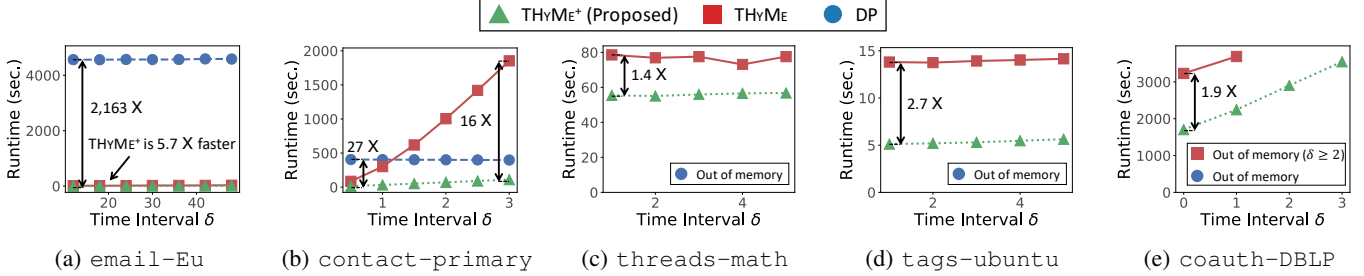 THYME+ (Proposed) THYME DP
Runtime (sec.)
4000
2000
0
2,163 X
THYME+ is 5.7 X faster
20 30 40
Time Interval δ
(a) email-Eu
Runtime (sec.)
2000
1500
1000
500
0
27 X
16 X
1 2 3
Time Interval δ
(b) contact-primary
Runtime (sec.)
80
60
40
20
0
1.4 X
Out of memory
2 4
Time Interval δ
(c) threads-math
Runtime (sec.)
15
10
5
0
2.7 X
Out of memory
2 4
Time Interval δ
(d) tags-ubuntu
Runtime (sec.)
3000
2000
1000
0
1.9 X
Out of memory (δ ≥ 2)
Out of memory
0 1 2 3
Time Interval δ
(e) coauth-DBLP